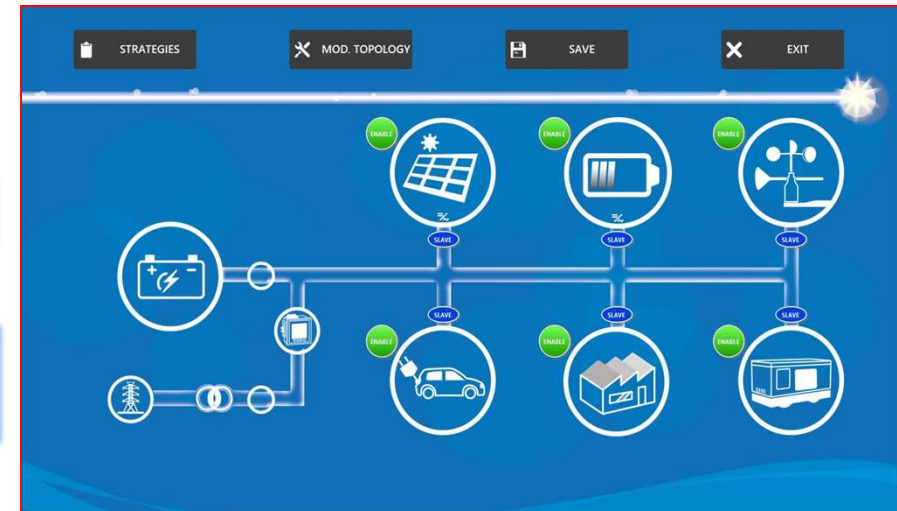 STRATEGIES
MOD. TOPOLOGY
SAVE
EXIT
ENABLE
ENABLE
ENABLE
SLAVE
SLAVE
SLAVE
SLAVE
SLAVE
SLAVE
ENABLE
ENABLE
ENABLE